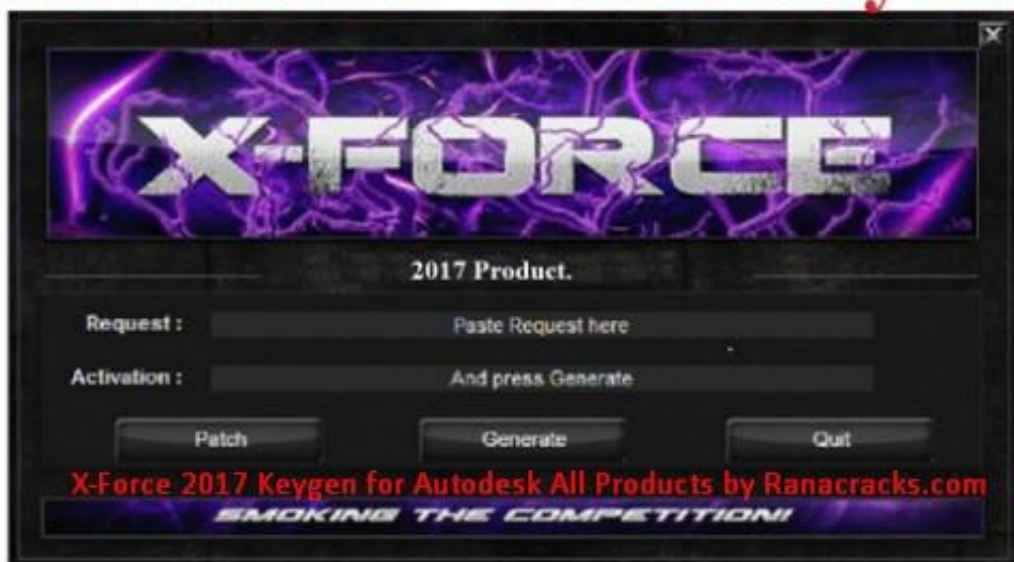 X-FORCE
2017 Product.
Request :
Paste Request here
Activation :
And press Generate
Patch
Generate
Quit
X-Force 2017 Keygen for Autodesk All Products by Ranacracks.com
SMOKING THE COMPETITION!